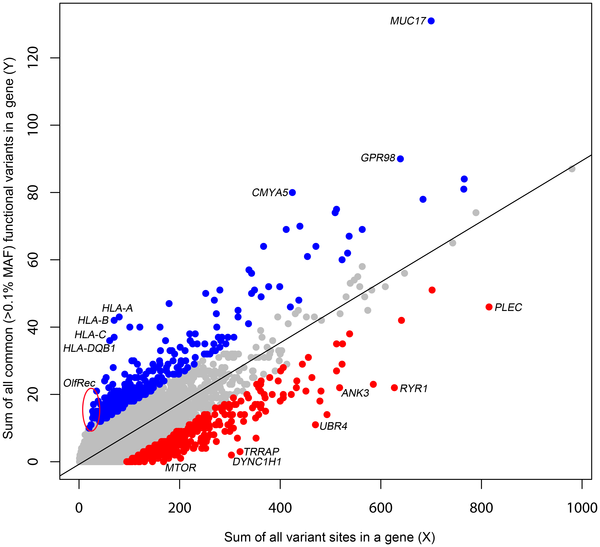 MUC17
120
100
GPR98
CMYA5
80
Sum of all common (>0.1% MAF) functional variants in a gene (Y)
60
HLA-A
HLA-B
PLEC
40
HLA-C
HLA-DQB1
OlfRec
ANK3
RYR1
20
UBR4
TRRAP
MTOR
DYNC1H1
0
0 200 400 600 800 1000
Sum of all variant sites in a gene (X)